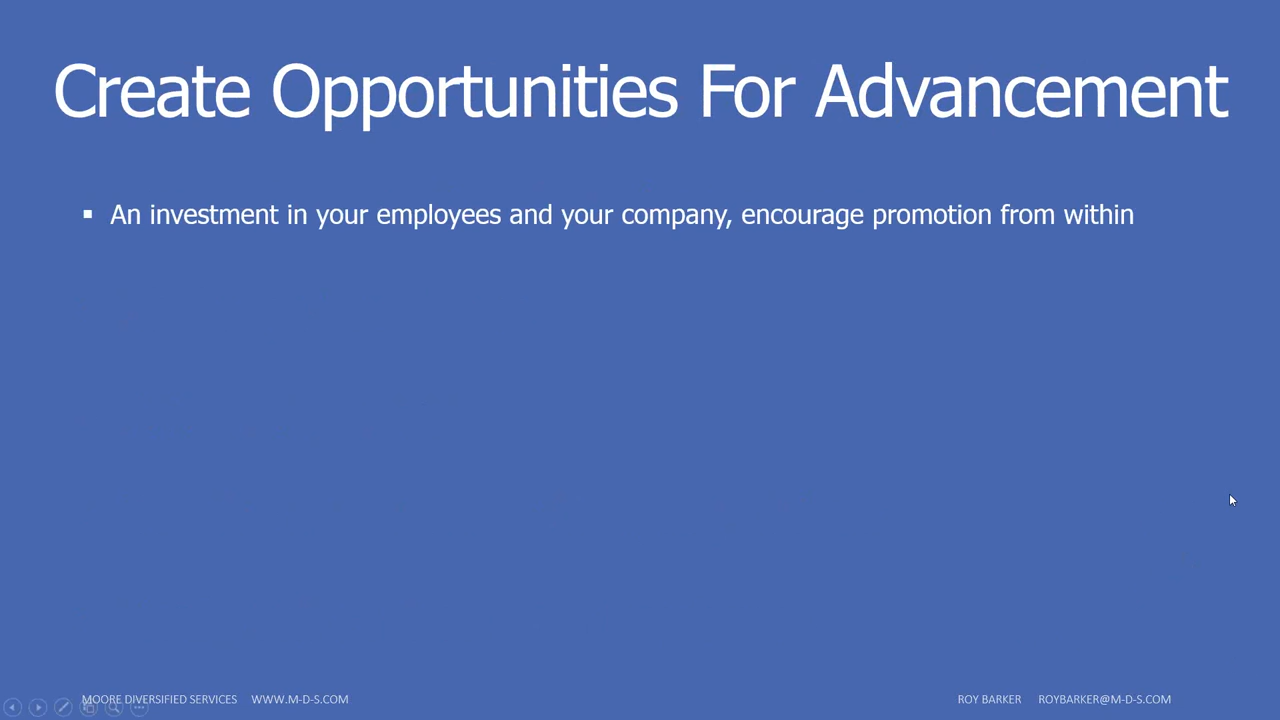 Create Opportunities For Advancement
▪ An investment in your employees and your company, encourage promotion from within
MOORE DIVERSIFIED SERVICES WWW.M-D-S.COM
ROY BARKER ROYBARKER@M-D-S.COM